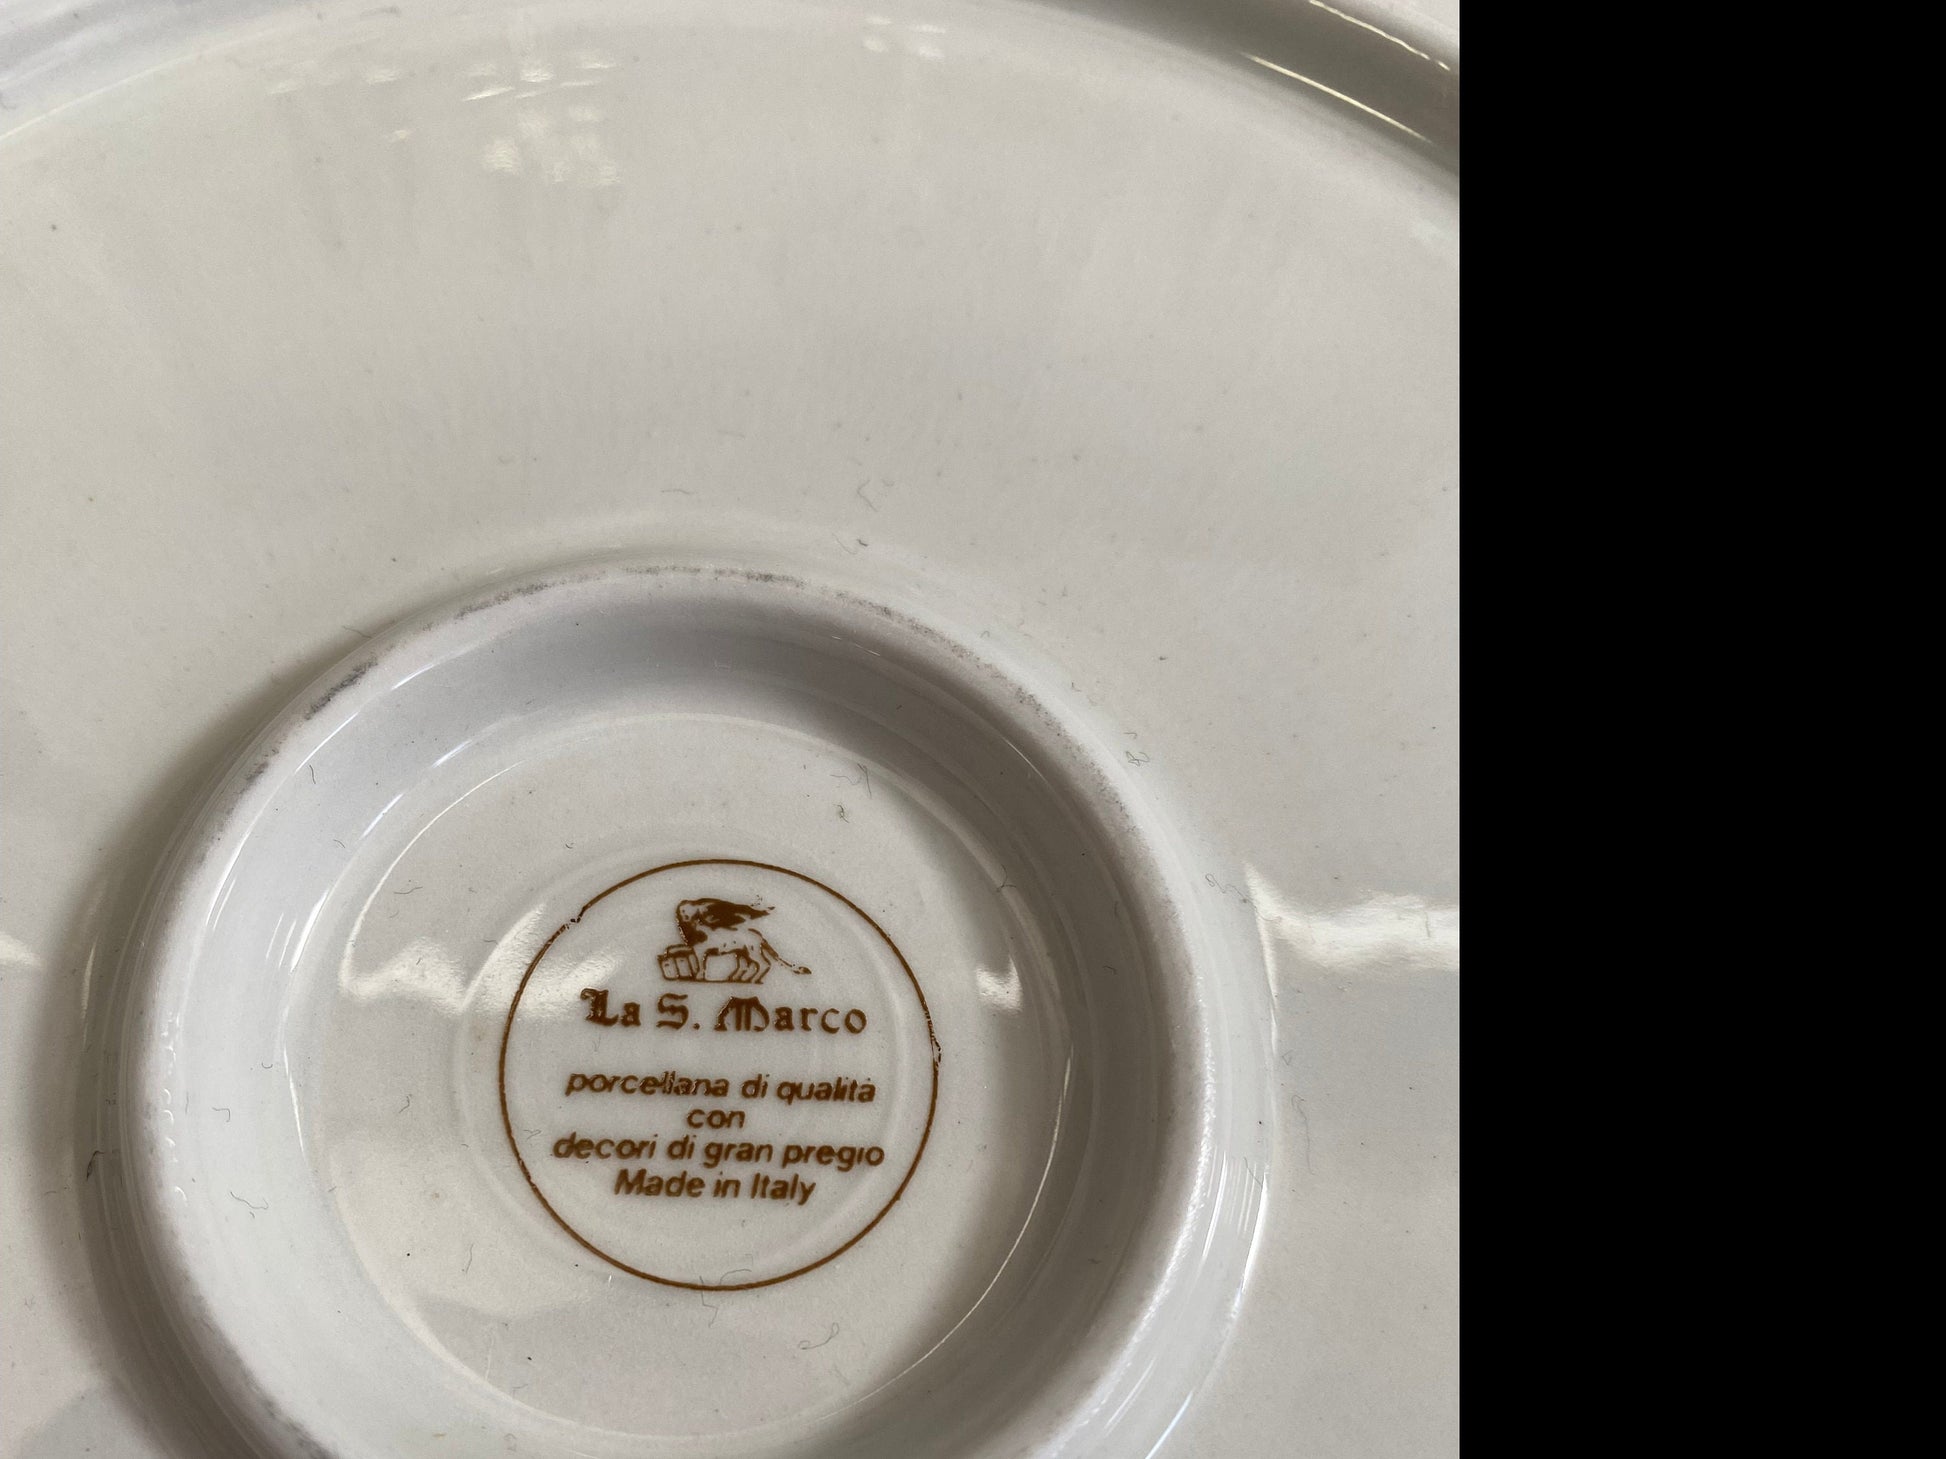 La S. Marco
porcellana di qualità
con
decori di gran pregio
Made in Italy